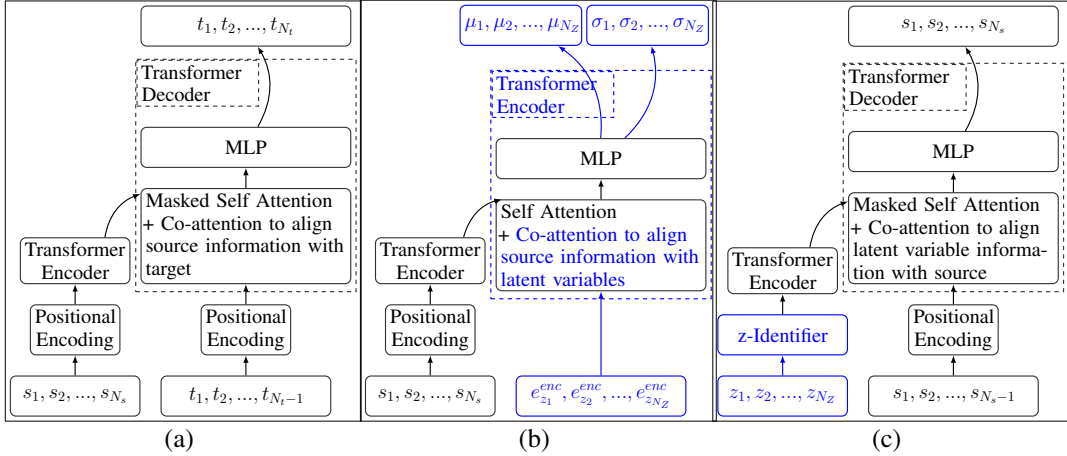 t_1, t_2, ..., t_{N_t}
Transformer
Decoder
MLP
Masked Self Attention
+ Co-attention to align
source information with
target
Transformer
Encoder
Positional
Encoding
Positional
Encoding
s_1, s_2, ..., s_{N_s}
t_1, t_2, ..., t_{N_t-1}
(a)
μ_1, μ_2, ..., μ_{N_Z}
σ_1, σ_2, ..., σ_{N_Z}
Transformer
Encoder
MLP
Self Attention
+ Co-attention to align
source information with
latent variables
Transformer
Encoder
Positional
Encoding
s_1, s_2, ..., s_{N_s}
e^{enc}_{z_1}, e^{enc}_{z_2}, ..., e^{enc}_{z_{N_Z}}
(b)
s_1, s_2, ..., s_{N_s}
Transformer
Decoder
MLP
Masked Self Attention
+ Co-attention to align
latent variable informa-
tion with source
Transformer
Encoder
z-Identifier
Positional
Encoding
z_1, z_2, ..., z_{N_Z}
s_1, s_2, ..., s_{N_s-1}
(c)